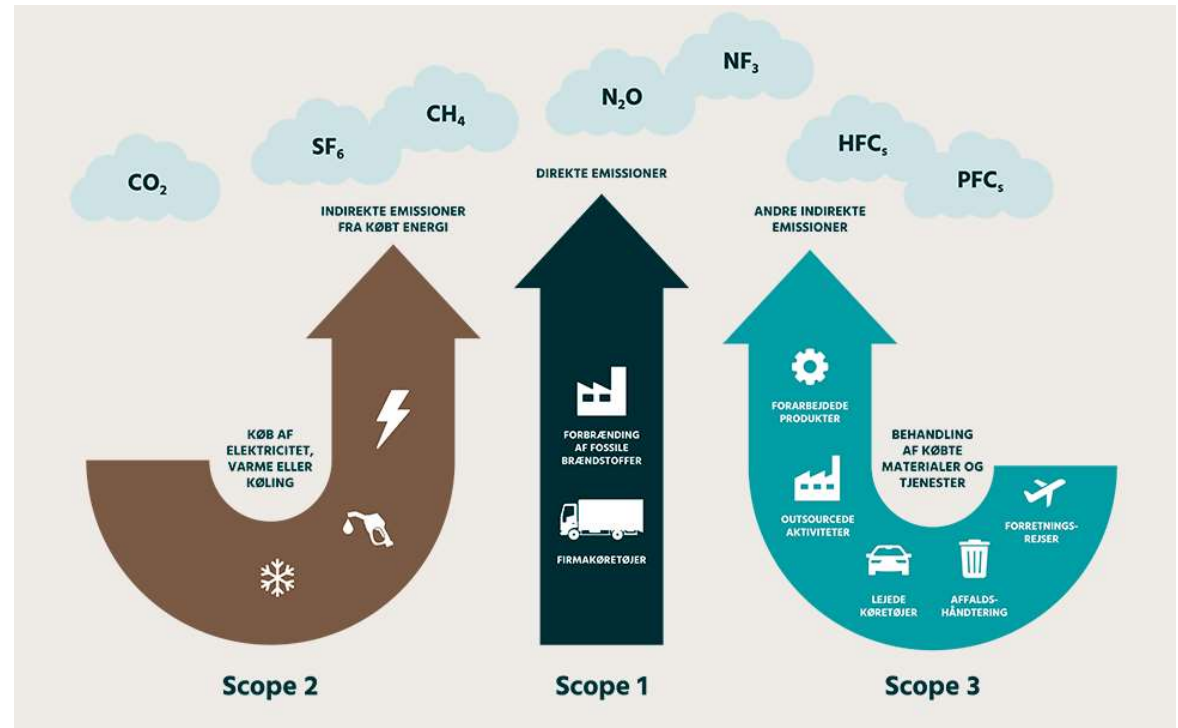 CO₂
SF₆
CH₄
N₂O
NF₃
HFCₛ
PFCₛ
INDIREKTE EMISSIONER
FRA KØBT ENERGI
DIREKTE EMISSIONER
ANDRE INDIREKTE
EMISSIONER
KØB AF
ELEKTRICITET,
VARME ELLER
KØLING
FORBRÆNDING
AF FOSSILE
BRÆNDSTOFFER
FIRMAKØRETØJER
FORARBEJDEDE
PRODUKTER
OUTSOURCEDE
AKTIVITETER
LEJEDE
KØRETØJER
AFFALDS-
HÅNDTERING
FORRETNINGS-
REJSER
BEHANDLING
AF KØBTE
MATERIALER OG
TJENESTER
Scope 2
Scope 1
Scope 3